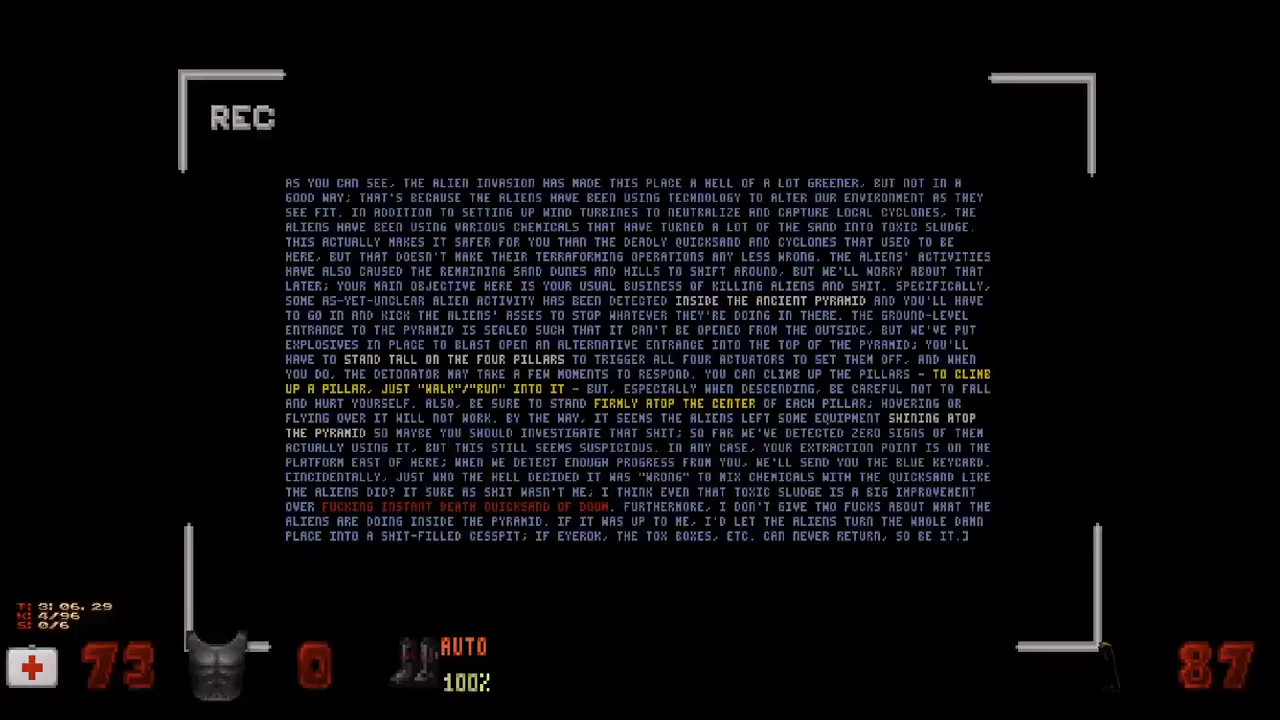 REC
AS YOU CAN SEE, THE ALIEN INVASION HAS MADE THIS PLACE A HELL OF A LOT GREENER, BUT NOT IN A
GOOD WAY; THAT'S BECAUSE THE ALIENS HAVE BEEN USING TECHNOLOGY TO ALTER OUR ENVIRONMENT AS THEY
SEE FIT. IN ADDITION TO SETTING UP WIND TURBINES TO NEUTRALIZE AND CAPTURE LOCAL CYCLONES, THE
ALIENS HAVE BEEN USING VARIOUS CHEMICALS THAT HAVE TURNED A LOT OF THE SAND INTO TOXIC SLUDGE.
THIS ACTUALLY MAKES IT SAFER FOR YOU THAN THE DEADLY QUICKSAND AND CYCLONES THAT USED TO BE
HERE, BUT THAT DOESN'T MAKE THEIR TERRAFORMING OPERATIONS ANY LESS WRONG. THE ALIENS' ACTIVITIES
HAVE ALSO CAUSED THE REMAINING SAND DUNES AND HILLS TO SHIFT AROUND, BUT WE'LL WORRY ABOUT THAT
LATER; YOUR MAIN OBJECTIVE HERE IS YOUR USUAL BUSINESS OF KILLING ALIENS AND SHIT. SPECIFICALLY,
SOME AS-YET-UNCLEAR ALIEN ACTIVITY HAS BEEN DETECTED INSIDE THE ANCIENT PYRAMID AND YOU'LL HAVE
TO GO IN AND KICK THE ALIENS' ASSES TO STOP WHATEVER THEY'RE DOING IN THERE. THE GROUND-LEVEL
ENTRANCE TO THE PYRAMID IS SEALED SUCH THAT IT CAN'T BE OPENED FROM THE OUTSIDE, BUT WE'VE PUT
EXPLOSIVES IN PLACE TO BLAST OPEN AN ALTERNATIVE ENTRANCE INTO THE TOP OF THE PYRAMID; YOU'LL
HAVE TO STAND TALL ON THE FOUR PILLARS TO TRIGGER ALL FOUR ACTUATORS TO SET THEM OFF, AND WHEN
YOU DO, THE DETONATOR MAY TAKE A FEW MOMENTS TO RESPOND. YOU CAN CLIMB UP THE PILLARS - TO CLIMB
UP A PILLAR, JUST "WALK"/"RUN" INTO IT - BUT, ESPECIALLY WHEN DESCENDING, BE CAREFUL NOT TO FALL
AND HURT YOURSELF. ALSO, BE SURE TO STAND FIRMLY ATOP THE CENTER OF EACH PILLAR; HOVERING OR
FLYING OVER IT WILL NOT WORK. BY THE WAY, IT SEEMS THE ALIENS LEFT SOME EQUIPMENT SHINING ATOP
THE PYRAMID SO MAYBE YOU SHOULD INVESTIGATE THAT SHIT; SO FAR WE'VE DETECTED ZERO SIGNS OF THEM
ACTUALLY USING IT, BUT THIS STILL SEEMS SUSPICIOUS. IN ANY CASE, YOUR EXTRACTION POINT IS ON THE
PLATFORM EAST OF HERE; WHEN WE DETECT ENOUGH PROGRESS FROM YOU, WE'LL SEND YOU THE BLUE KEYCARD.
[INCIDENTALLY, JUST WHO THE HELL DECIDED IT WAS "WRONG" TO MIX CHEMICALS WITH THE QUICKSAND LIKE
THE ALIENS DID? IT SURE AS SHIT WASN'T ME; I THINK EVEN THAT TOXIC SLUDGE IS A BIG IMPROVEMENT
OVER FUCKING INSTANT DEATH QUICKSAND OF DOOM. FURTHERMORE, I DON'T GIVE TWO FUCKS ABOUT WHAT THE
ALIENS ARE DOING INSIDE THE PYRAMID. IF IT WAS UP TO ME, I'D LET THE ALIENS TURN THE WHOLE DAMN
PLACE INTO A SHIT-FILLED CESSPIT; IF EYEROK, THE TOX BOXES, ETC. CAN NEVER RETURN, SO BE IT.]
T: 3:06.29
K: 4/96
S: 0/6
73
0
AUTO
100%
87